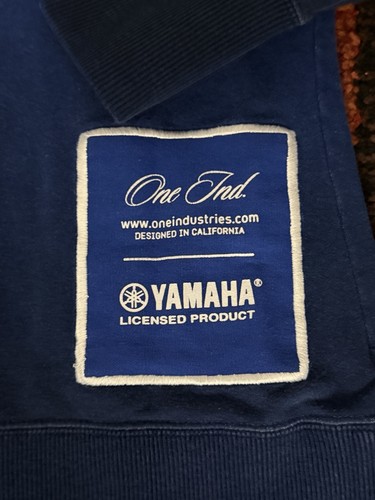 One Ind.
www.oneindustries.com
DESIGNED IN CALIFORNIA
YAMAHA®
LICENSED PRODUCT